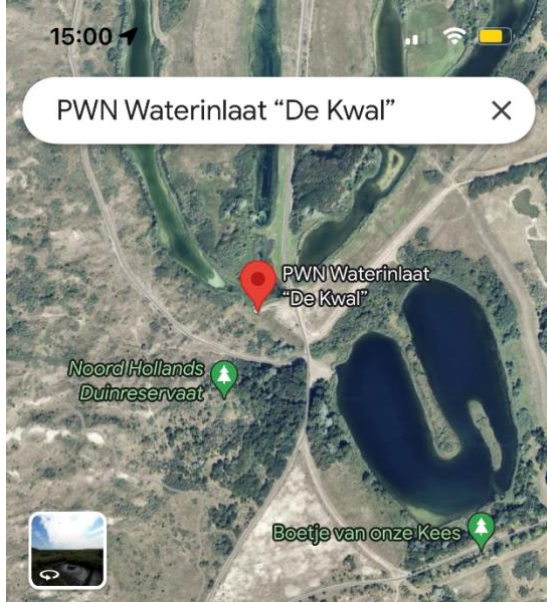 15:00
PWN Waterinlaat “De Kwal”
PWN Waterinlaat
“De Kwal”
Noord Hollands
Duinreservaat
Boetje van onze Kees